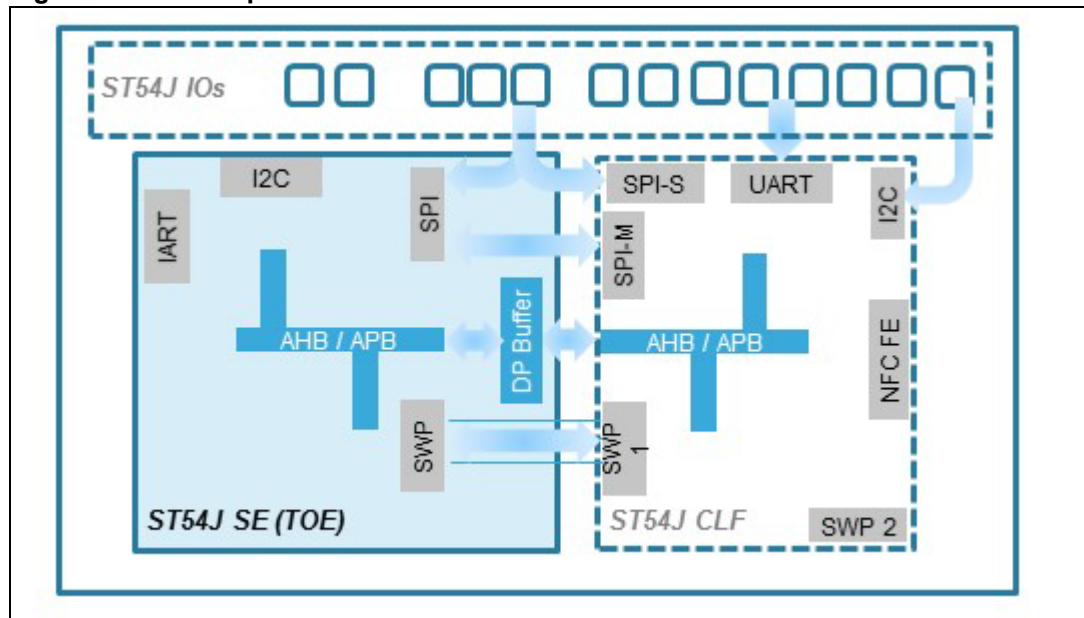 ST54J IOs
I2C
SPI
IART
SPI-S
UART
I2C
SPI-M
AHB / APB
DP Buffer
AHB / APB
NFC FE
SWP
SWP 1
ST54J SE (TOE)
ST54J CLF
SWP 2